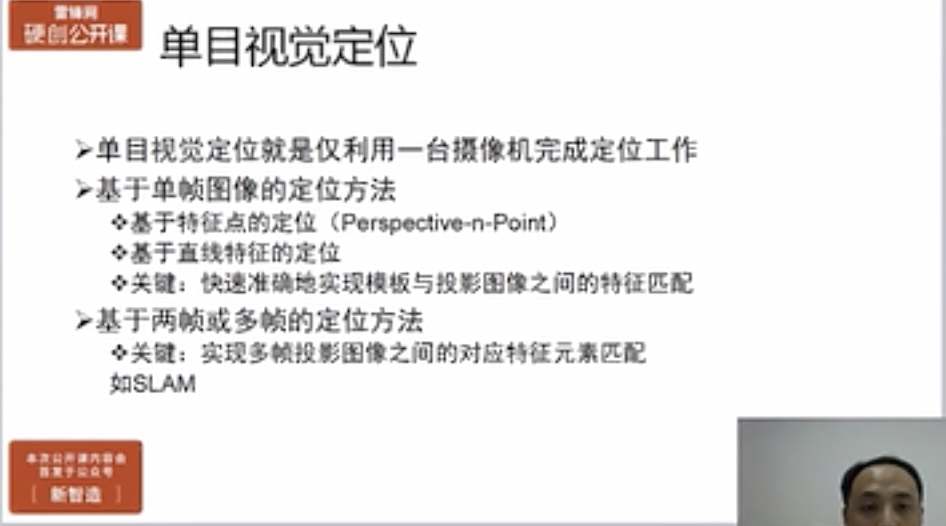 雷锋网
硬创公开课
单目视觉定位
➢单目视觉定位就是仅利用一台摄像机完成定位工作
➢基于单帧图像的定位方法
❖基于特征点的定位（Perspective-n-Point）
❖基于直线特征的定位
❖关键：快速准确地实现模板与投影图像之间的特征匹配
➢基于两帧或多帧的定位方法
❖关键：实现多帧投影图像之间的对应特征元素匹配
如SLAM
本次公开课内容会
首发于公众号
[ 新智造 ]